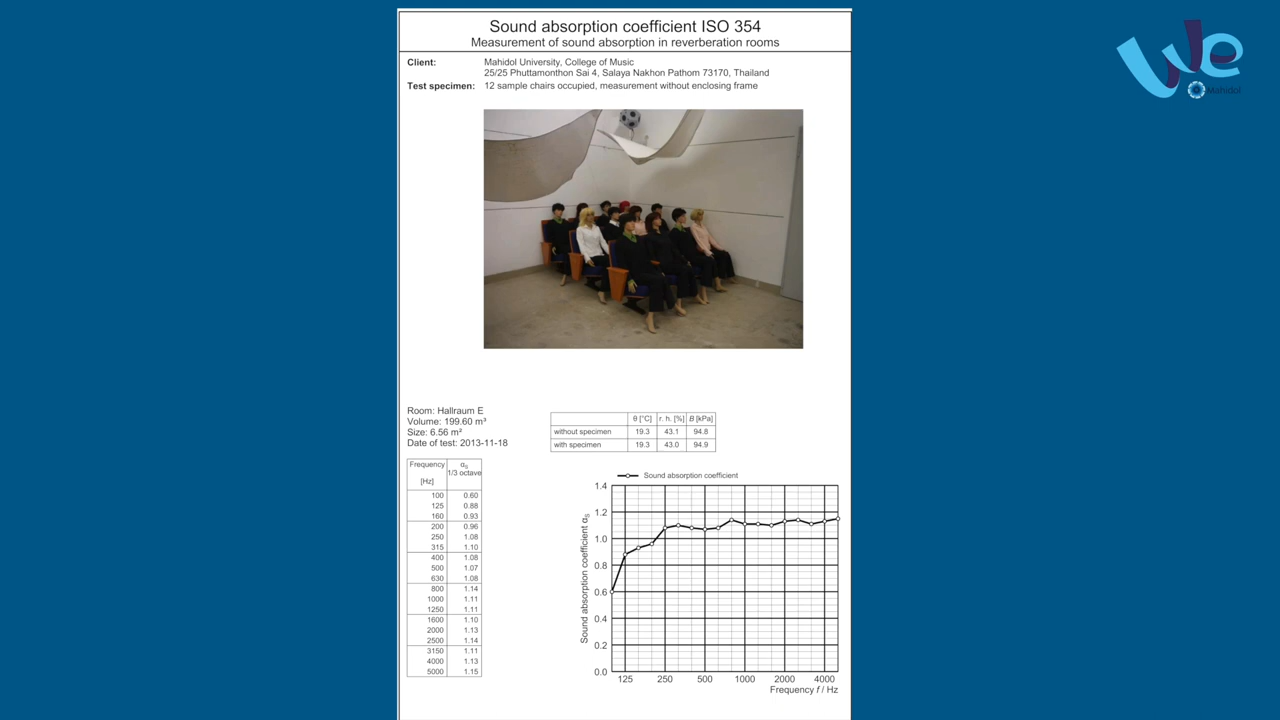 Sound absorption coefficient ISO 354
Measurement of sound absorption in reverberation rooms
Client: Mahidol University, College of Music
25/25 Phuttamonthon Sai 4, Salaya Nakhon Pathom 73170, Thailand
Test specimen: 12 sample chairs occupied, measurement without enclosing frame
We
Mahidol
Room: Hallraum E
Volume: 199.60 m³
Size: 6.56 m²
Date of test: 2013-11-18
θ [°C] r. h. [%] B [kPa]
without specimen 19.3 43.1 94.8
with specimen 19.3 43.0 94.9
Frequency [Hz] αS 1/3 octave
100 0.60
125 0.88
160 0.93
200 0.96
250 1.08
315 1.10
400 1.08
500 1.07
630 1.08
800 1.14
1000 1.11
1250 1.11
1600 1.10
2000 1.13
2500 1.14
3150 1.11
4000 1.13
5000 1.15
Sound absorption coefficient
Sound absorption coefficient αS
1.4
1.2
1.0
0.8
0.6
0.4
0.2
0.0
125 250 500 1000 2000 4000
Frequency f / Hz